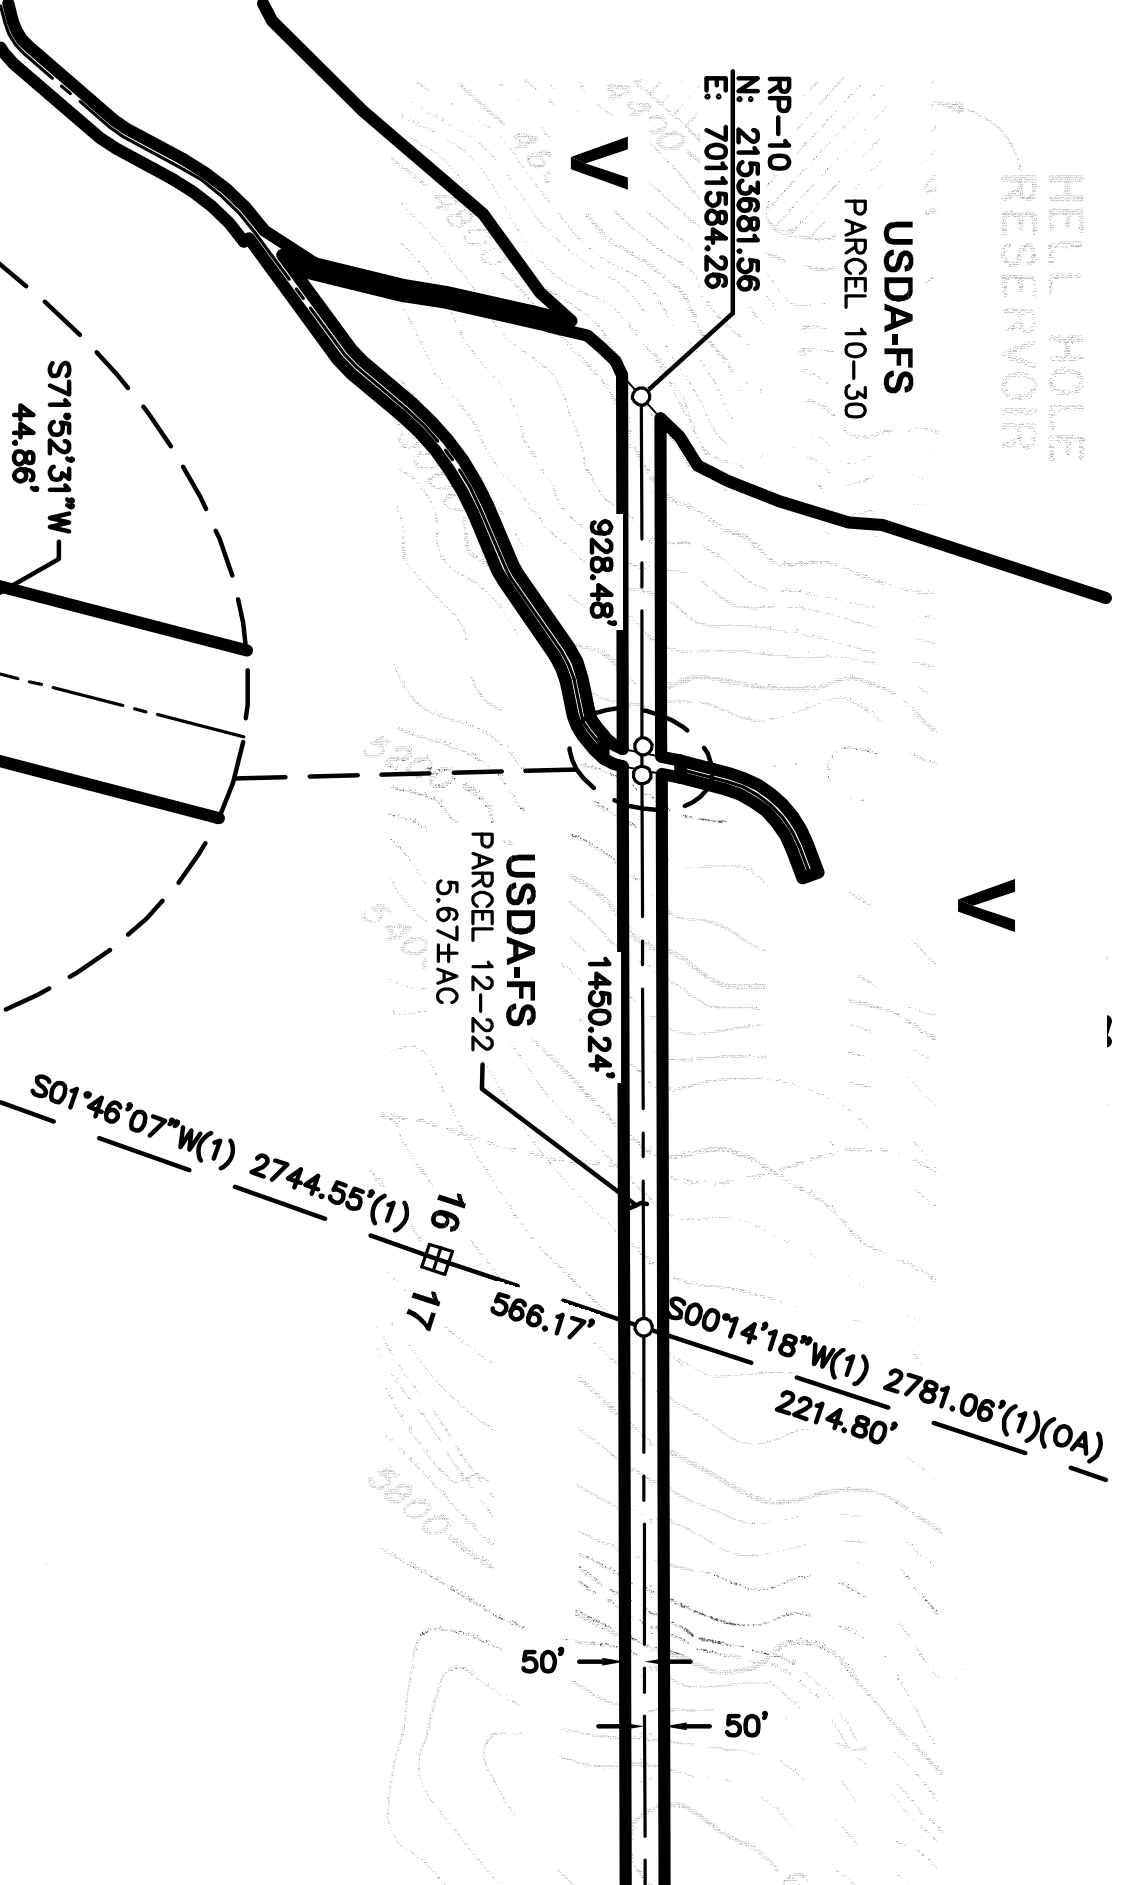 HELL HOLE
RESERVOIR
USDA-FS
PARCEL 10-30
RP-10
N: 2153681.56
E: 7011584.26
V
V
928.48'
S71°52'31"W
44.86'
USDA-FS
PARCEL 12-22
5.67±AC
1450.24'
S01°46'07"W(1) 2744.55'(1)
16
17
566.17'
S00°14'18"W(1) 2781.06'(1)(OA)
2214.80'
50'
50'
5200
5800